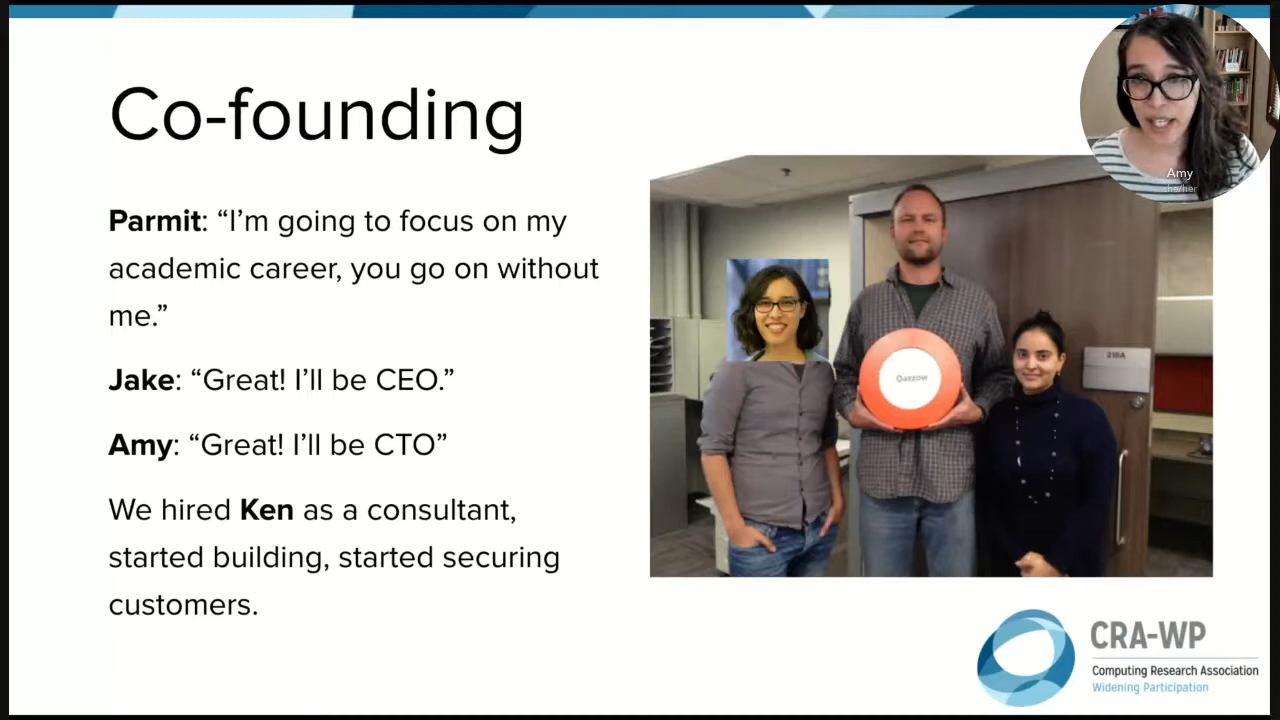 Co-founding
Amy
she/her
Parmit: “I’m going to focus on my
academic career, you go on without
me.”
Jake: “Great! I’ll be CEO.”
Amy: “Great! I’ll be CTO”
We hired Ken as a consultant,
started building, started securing
customers.
Qazzow
218A
CRA-WP
Computing Research Association
Widening Participation